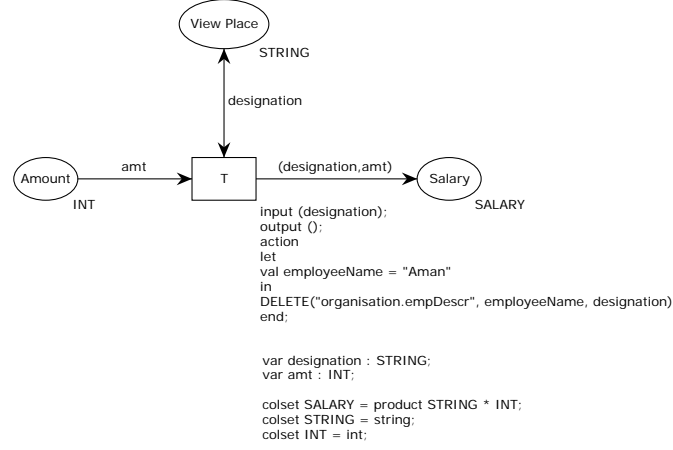 View Place
STRING
designation
Amount
INT
amt
T
(designation,amt)
Salary
SALARY
input (designation);
output ();
action
let
val employeeName = "Aman"
in
DELETE("organisation.empDescr", employeeName, designation)
end;
var designation : STRING;
var amt : INT;
colset SALARY = product STRING * INT;
colset STRING = string;
colset INT = int;